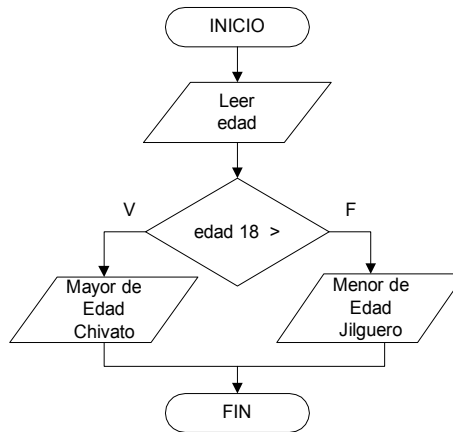 INICIO
Leer
edad
V
F
edad 18 >
Mayor de
Edad
Chivato
Menor de
Edad
Jilguero
FIN